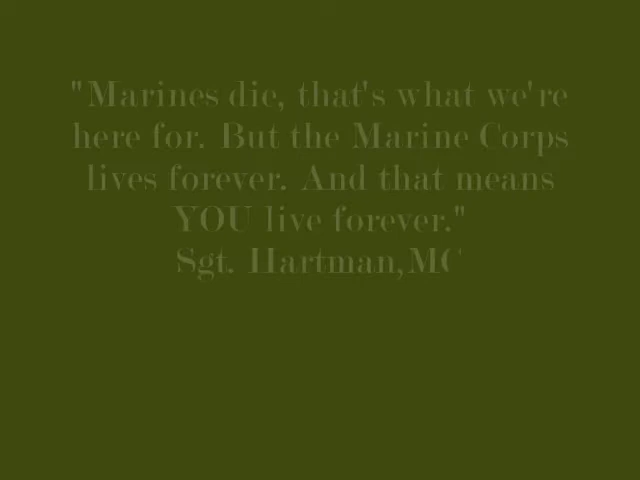 "Marines die, that's what we're
here for. But the Marine Corps
lives forever. And that means
YOU live forever."
Sgt. Hartman,MC